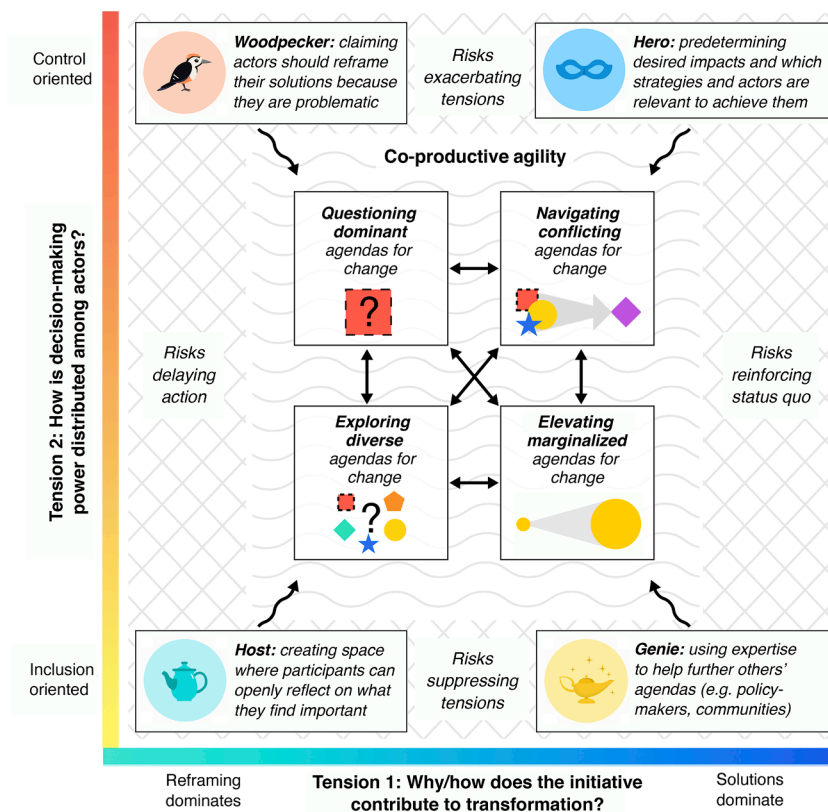 Control
oriented
Woodpecker: claiming
actors should reframe
their solutions because
they are problematic
Risks
exacerbating
tensions
Hero: predetermining
desired impacts and which
strategies and actors are
relevant to achieve them
Co-productive agility
Tension 2: How is decision-making
power distributed among actors?
Questioning
dominant
agendas for
change
?
Navigating
conflicting
agendas for
change
Risks
delaying
action
Risks
reinforcing
status quo
Exploring
diverse
agendas for
change
?
Elevating
marginalized
agendas for
change
Inclusion
oriented
Host: creating space
where participants can
openly reflect on what
they find important
Risks
suppressing
tensions
Genie: using expertise
to help further others’
agendas (e.g. policy-
makers, communities)
Reframing
dominates
Tension 1: Why/how does the initiative
contribute to transformation?
Solutions
dominate